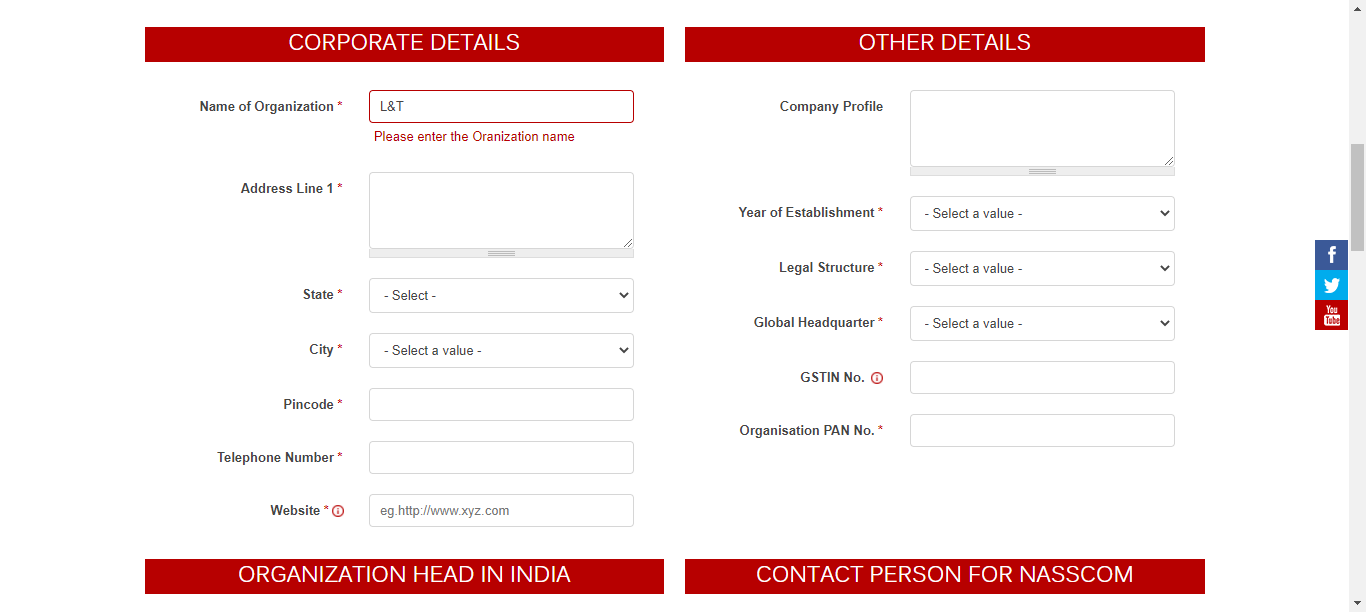 CORPORATE DETAILS
Name of Organization *
L&T
Please enter the Oranization name
Address Line 1 *
State *
- Select -
City *
- Select a value -
Pincode *
Telephone Number *
Website *
eg.http://www.xyz.com
OTHER DETAILS
Company Profile
Year of Establishment *
- Select a value -
Legal Structure *
- Select a value -
Global Headquarter *
- Select a value -
GSTIN No.
Organisation PAN No. *
f
You
Tube
ORGANIZATION HEAD IN INDIA
CONTACT PERSON FOR NASSCOM